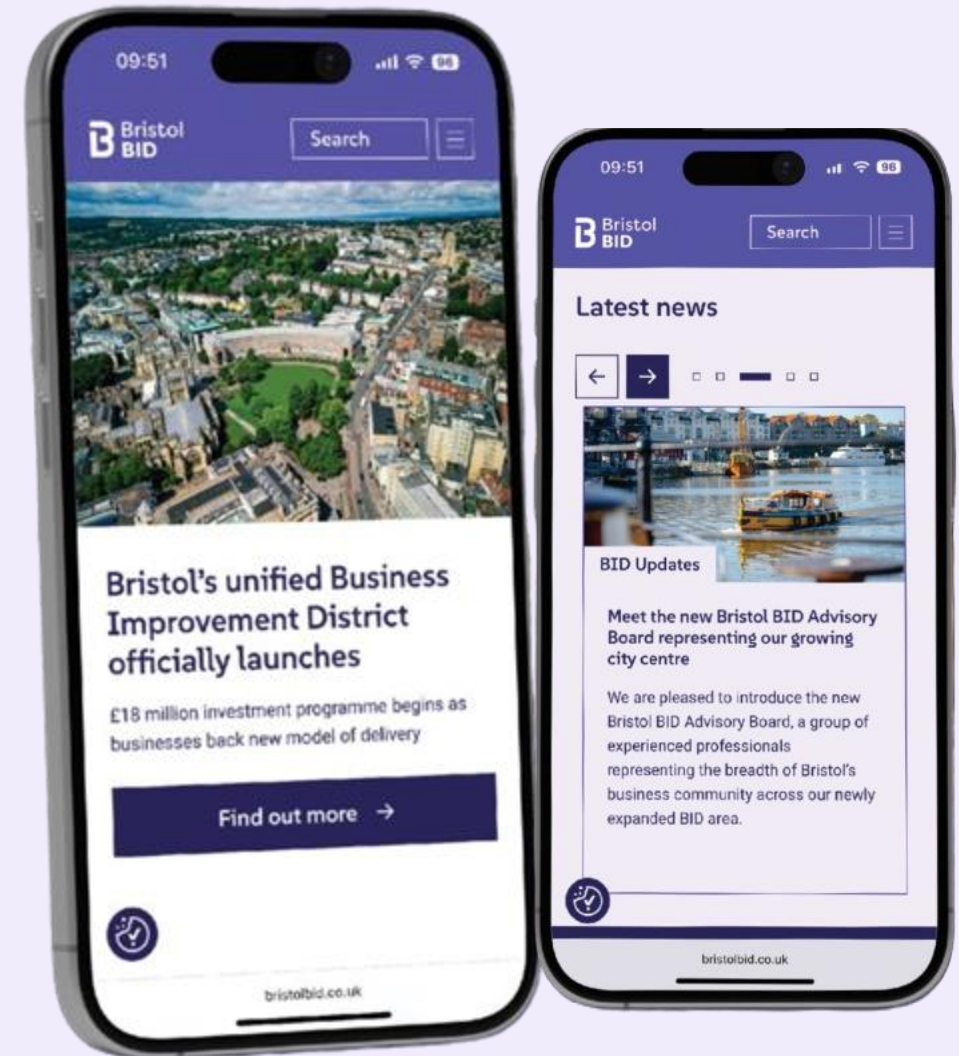 09:51
96
Bristol
BID
Search
Bristol's unified Business
Improvement District
officially launches
£18 million investment programme begins as
businesses back new model of delivery
Find out more →
bristolbid.co.uk
09:51
96
Bristol
BID
Search
Latest news
← →
BID Updates
Meet the new Bristol BID Advisory
Board representing our growing
city centre
We are pleased to introduce the new
Bristol BID Advisory Board, a group of
experienced professionals
representing the breadth of Bristol's
business community across our newly
expanded BID area.
bristolbid.co.uk